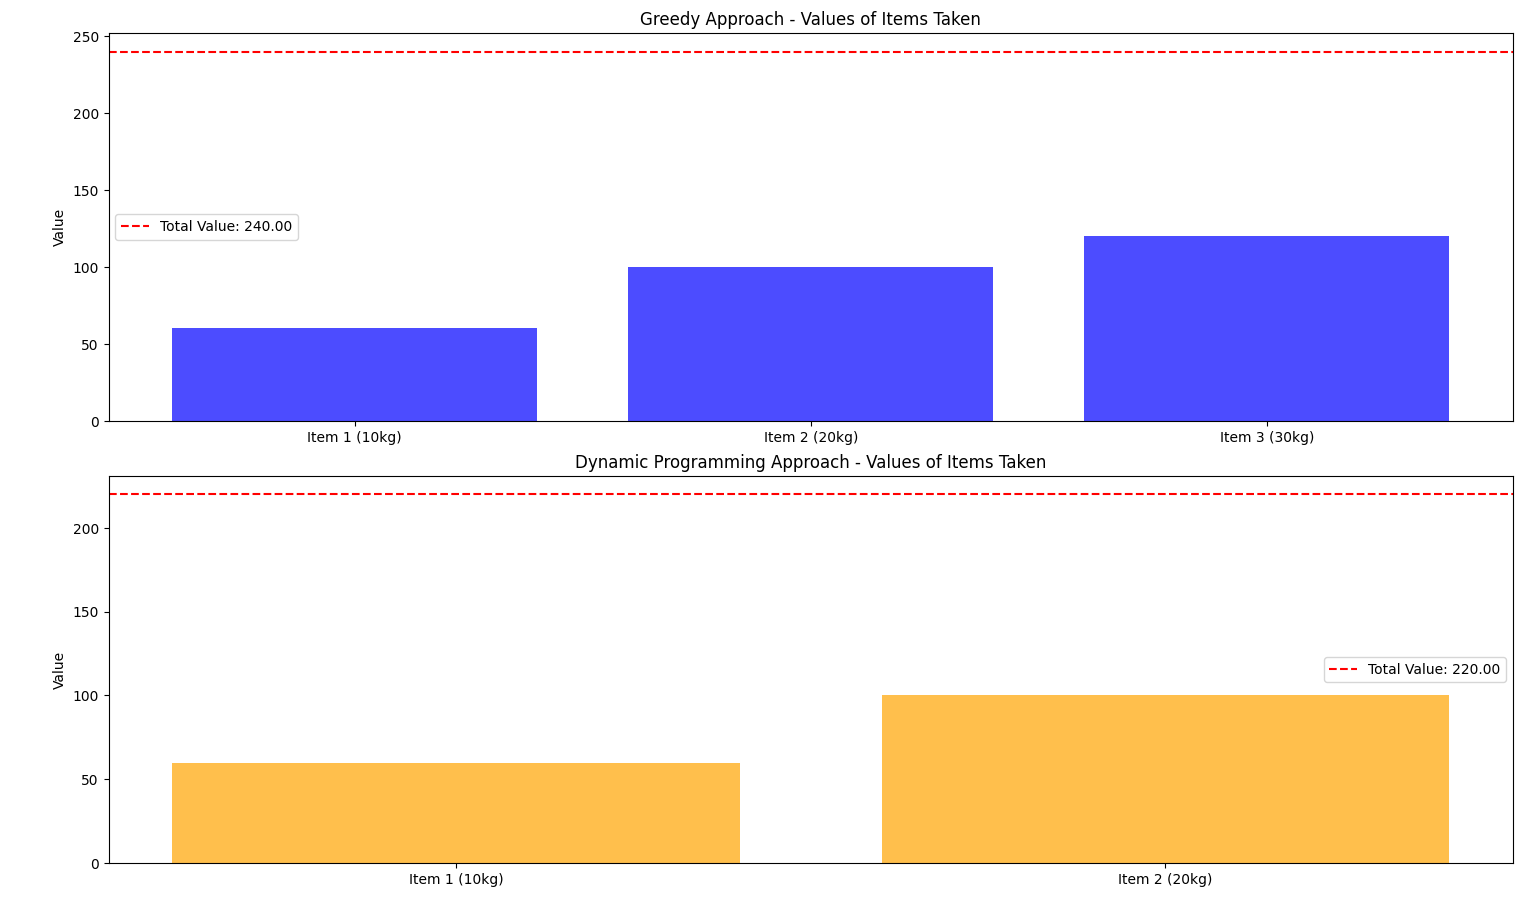 Greedy Approach - Values of Items Taken
250
200
150
100
50
0
Value
Total Value: 240.00
Item 1 (10kg)
Item 2 (20kg)
Item 3 (30kg)
Dynamic Programming Approach - Values of Items Taken
200
150
100
50
0
Value
Total Value: 220.00
Item 1 (10kg)
Item 2 (20kg)